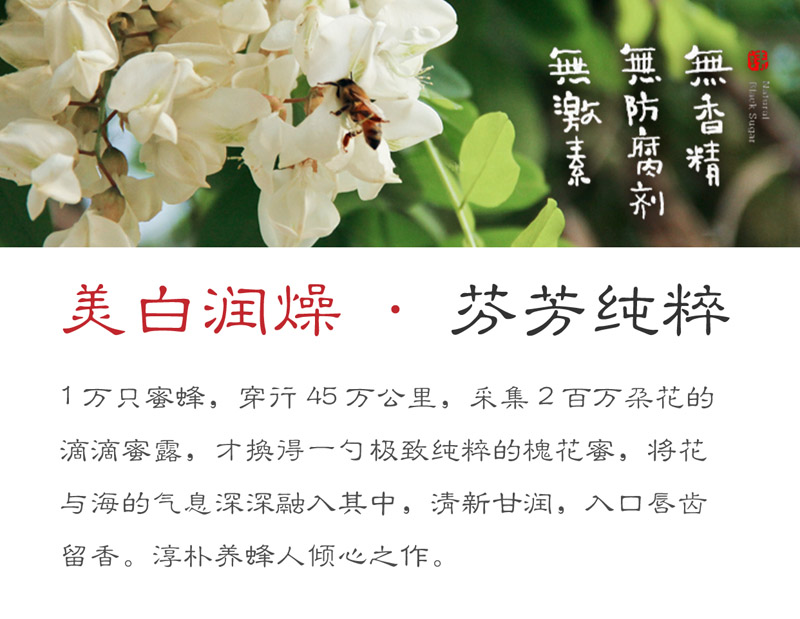 無香精
無防腐剂
無激素
Natural
Black Sugar
美白润燥 · 芬芳纯粹
1万只蜜蜂，穿行45万公里，采集2百万朵花的
滴滴蜜露，才换得一勺极致纯粹的槐花蜜，将花
与海的气息深深融入其中，清新甘润，入口唇齿
留香。淳朴养蜂人倾心之作。